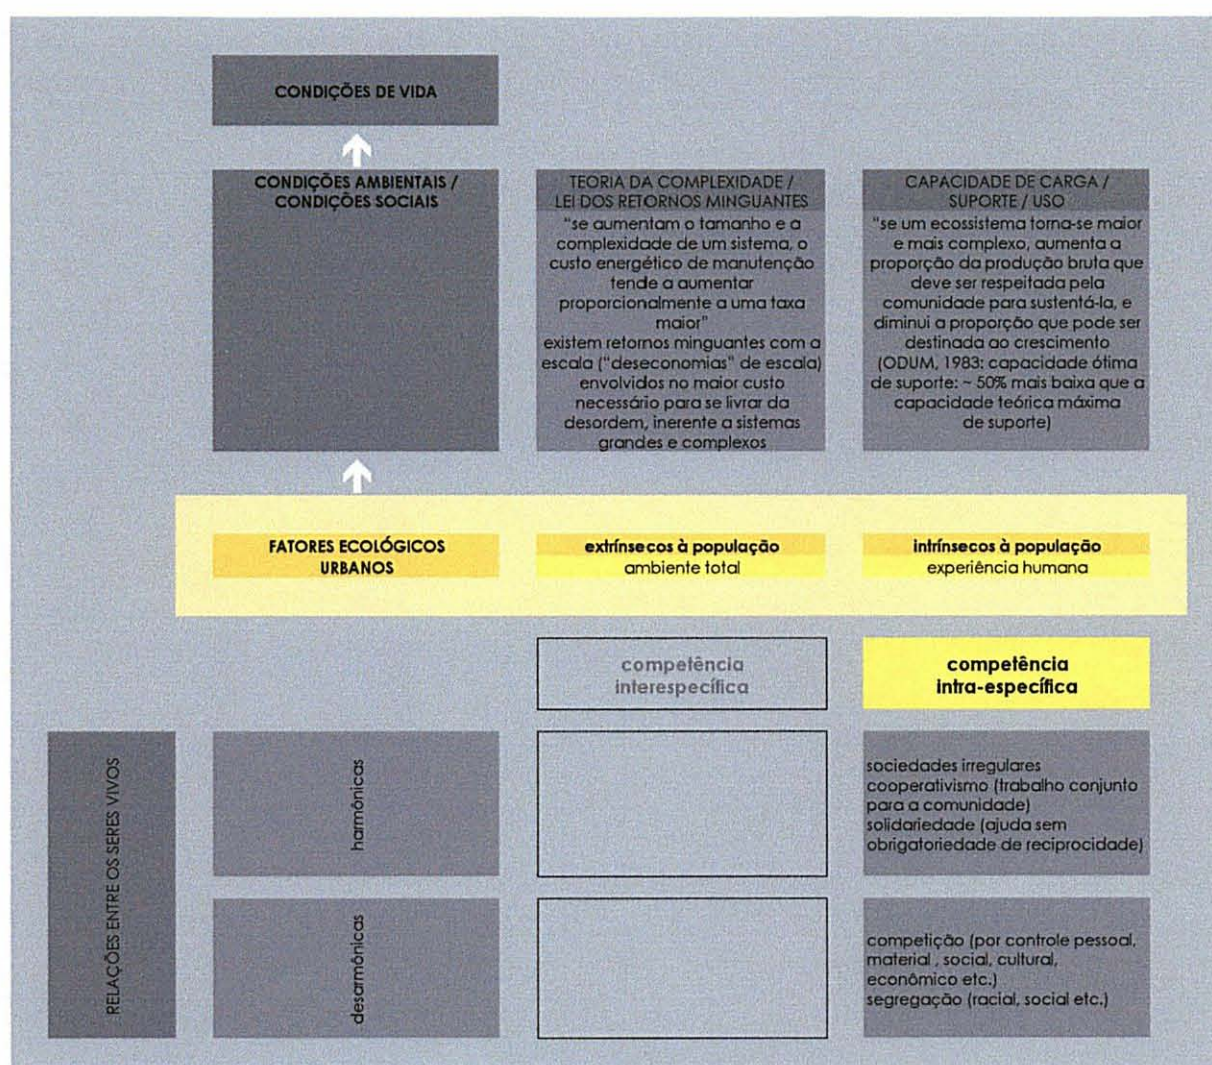 CONDIÇÕES DE VIDA
CONDIÇÕES AMBIENTAIS /
CONDIÇÕES SOCIAIS
TEORIA DA COMPLEXIDADE /
LEI DOS RETORNOS MINGUANTES
"se aumentam o tamanho e a
complexidade de um sistema, o
custo energético de manutenção
tende a aumentar
proporcionalmente a uma taxa
maior"
existem retornos minguantes com a
escala ("deseconomias" de escala)
envolvidos no maior custo
necessário para se livrar da
desordem, inerente a sistemas
grandes e complexos
CAPACIDADE DE CARGA /
SUPORTE / USO
"se um ecossistema torna-se maior
e mais complexo, aumenta a
proporção da produção bruta que
deve ser respeitada pela
comunidade para sustentá-la, e
diminui a proporção que pode ser
destinada ao crescimento
(ODUM, 1983: capacidade ótima
de suporte: ~ 50% mais baixa que a
capacidade teórica máxima
de suporte)
FATORES ECOLÓGICOS
URBANOS
extrínsecos à população
ambiente total
intrínsecos à população
experiência humana
competência
interespecífica
competência
intra-específica
RELAÇÕES ENTRE OS SERES VIVOS
harmônicas
sociedades irregulares
cooperativismo (trabalho conjunto
para a comunidade)
solidariedade (ajuda sem
obrigatoriedade de reciprocidade)
desarmônicas
competição (por controle pessoal,
material , social, cultural,
econômico etc.)
segregação (racial, social etc.)